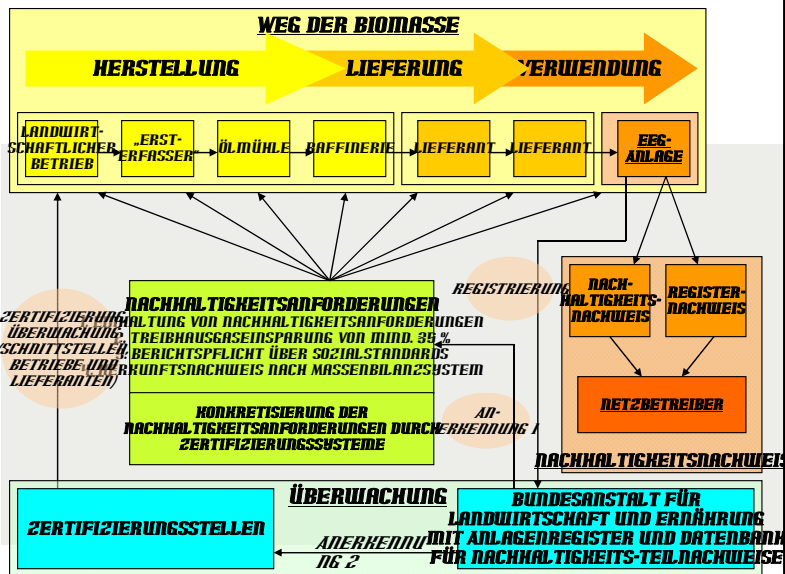 WEG DER BIOMASSE
HERSTELLUNG
LIEFERUNG
VERWENDUNG
LANDWIRT-
SCHAFTLICHER
BETRIEB
„ERST-
ERFASSER“
ÖLMÜHLE
RAFFINERIE
LIEFERANT
LIEFERANT
EEG-
ANLAGE
REGISTRIERUNG
NACH-
HALTIGKEITS-
NACHWEIS
REGISTER-
NACHWEIS
NETZBETREIBER
NACHHALTIGKEITSNACHWEIS
ZERTIFIZIERUNG,
ÜBERWACHUNG
(SCHNITTSTELLEN,
BETRIEBE UND
LIEFERANTEN)
NACHHALTIGKEITSANFORDERUNGEN
VON NACHHALTIGKEITSANFORDERUNGEN
TREIBHAUSGASEINSPARUNG VON MIND. 35 %
BERICHTSPFLICHT ÜBER SOZIALSTANDARDS
NACH MASSENBILANZSYSTEM
KONKRETISIERUNG DER
NACHHALTIGKEITSANFORDERUNGEN DURCH
ZERTIFIZIERUNGSSYSTEME
AN-
ERKENNUNG 1
ÜBERWACHUNG
ZERTIFIZIERUNGSSTELLEN
ANERKENNU
NG 2
BUNDESANSTALT FÜR
LANDWIRTSCHAFT UND ERNÄHRUNG
MIT ANLAGENREGISTER UND DATENBANK
FÜR NACHHALTIGKEITS-TEIL.NACHWEISE